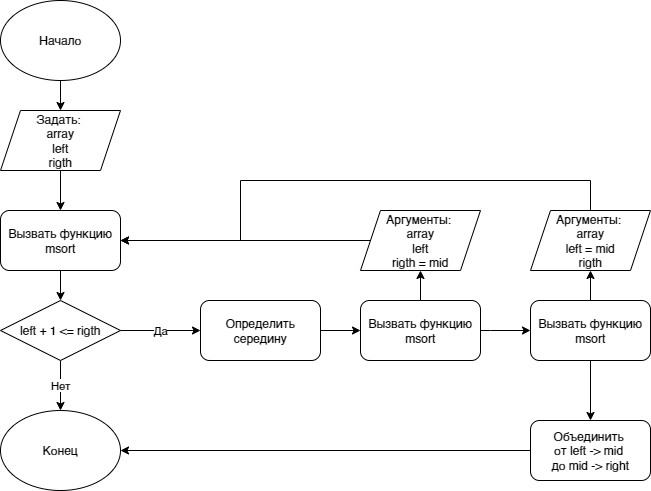 Начало
Задать:
array
left
rigth
Вызвать функцию
msort
left + 1 <= rigth
Да
Нет
Конец
Определить
середину
Вызвать функцию
msort
Аргументы:
array
left
rigth = mid
Вызвать функцию
msort
Аргументы:
array
left = mid
rigth
Объединить
от left -> mid
до mid -> right